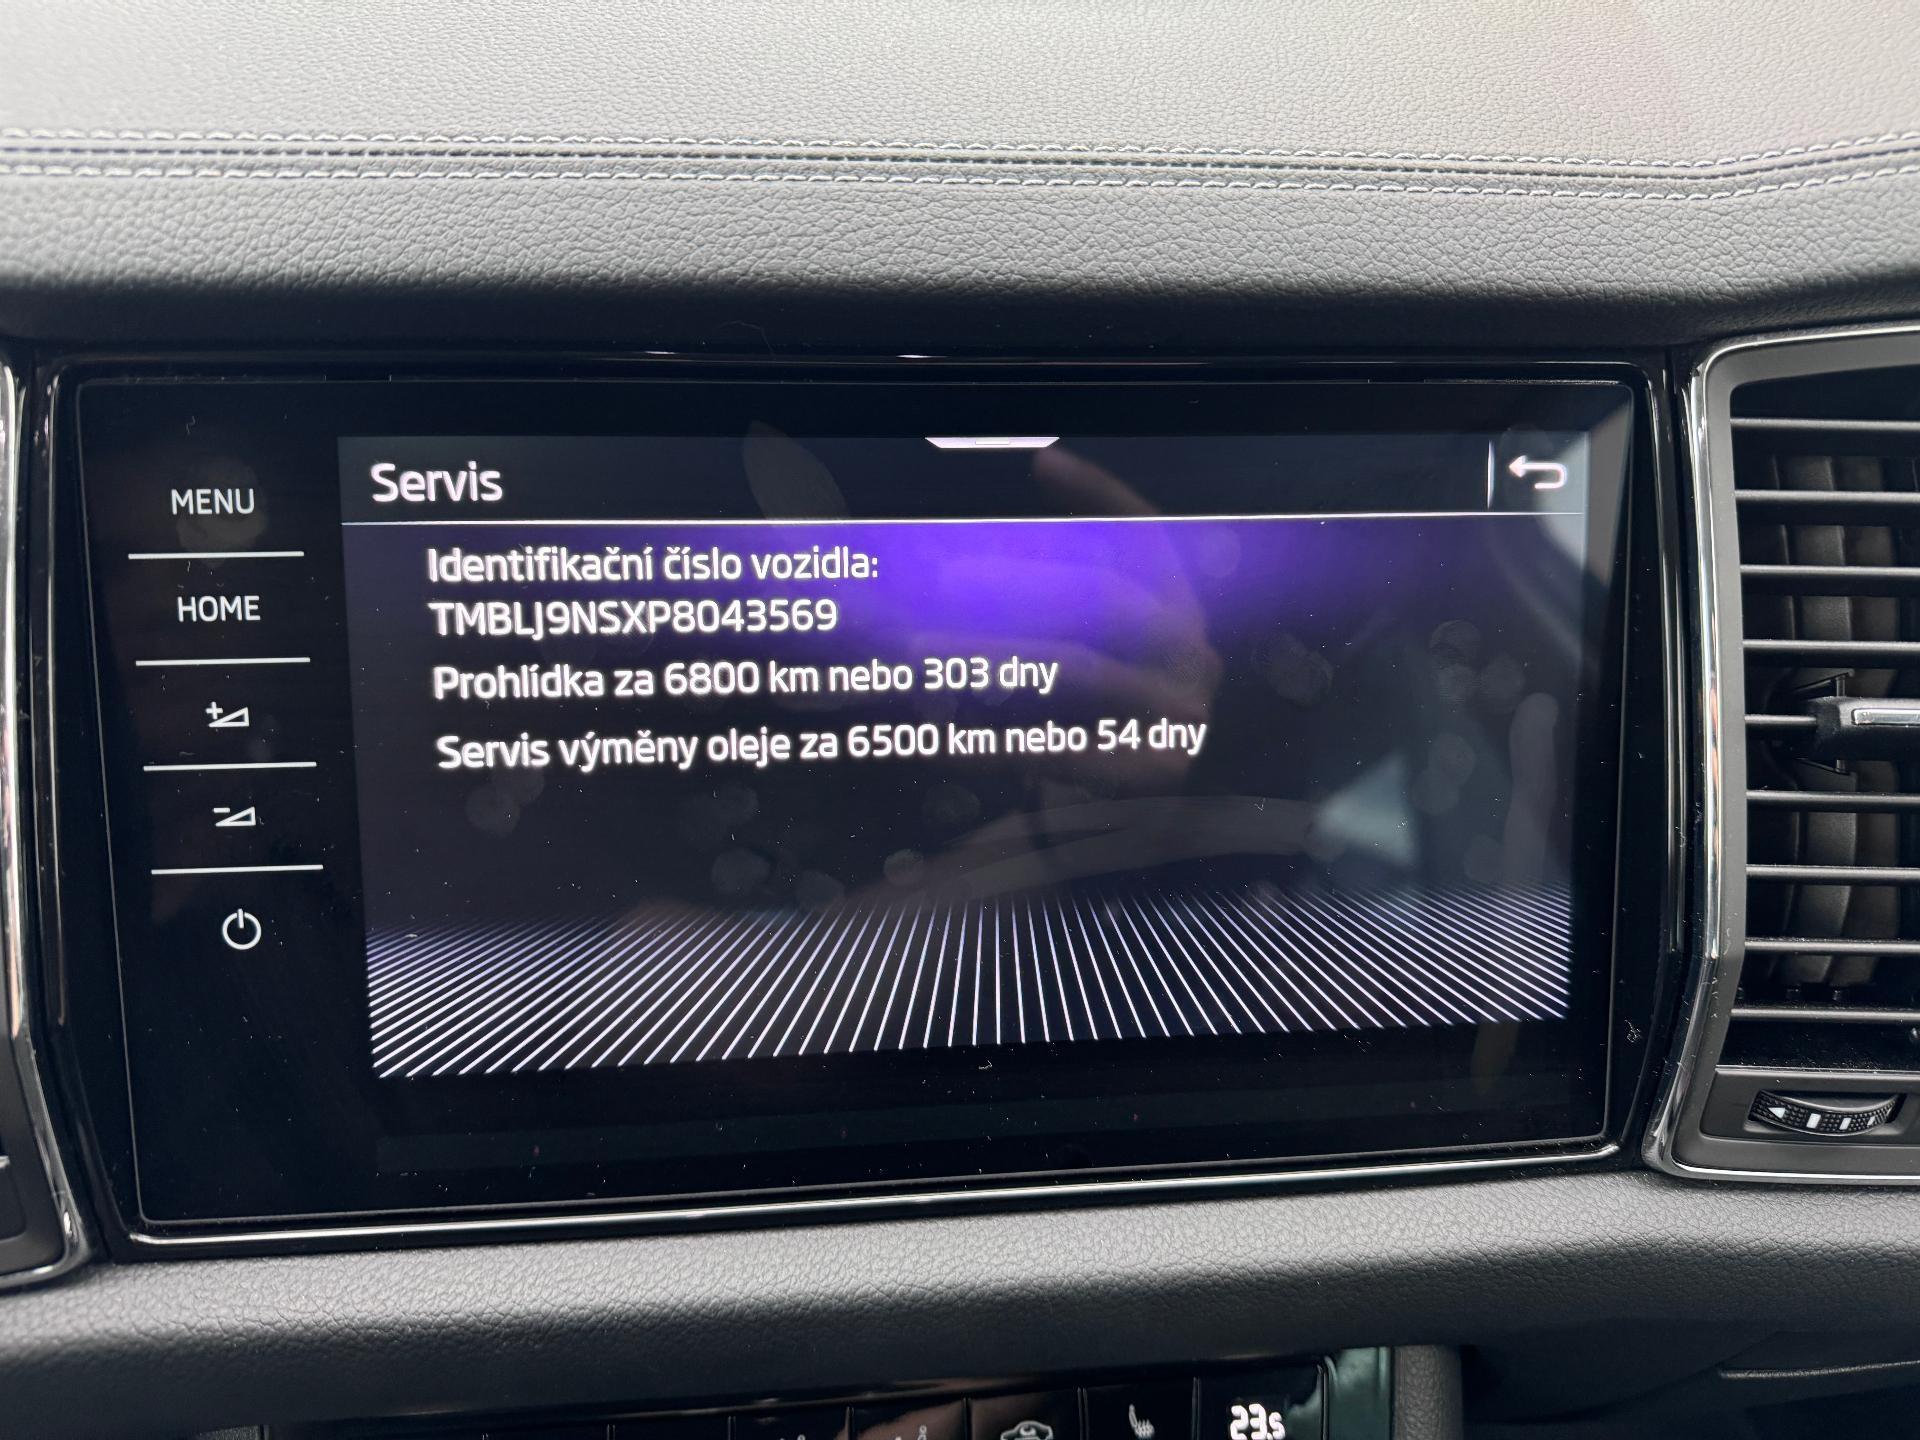 Servis
MENU
Identifikační číslo vozidla:
TMBLJ9NSXP8043569
HOME
Prohlídka za 6800 km nebo 303 dny
Servis výměny oleje za 6500 km nebo 54 dny
23.5